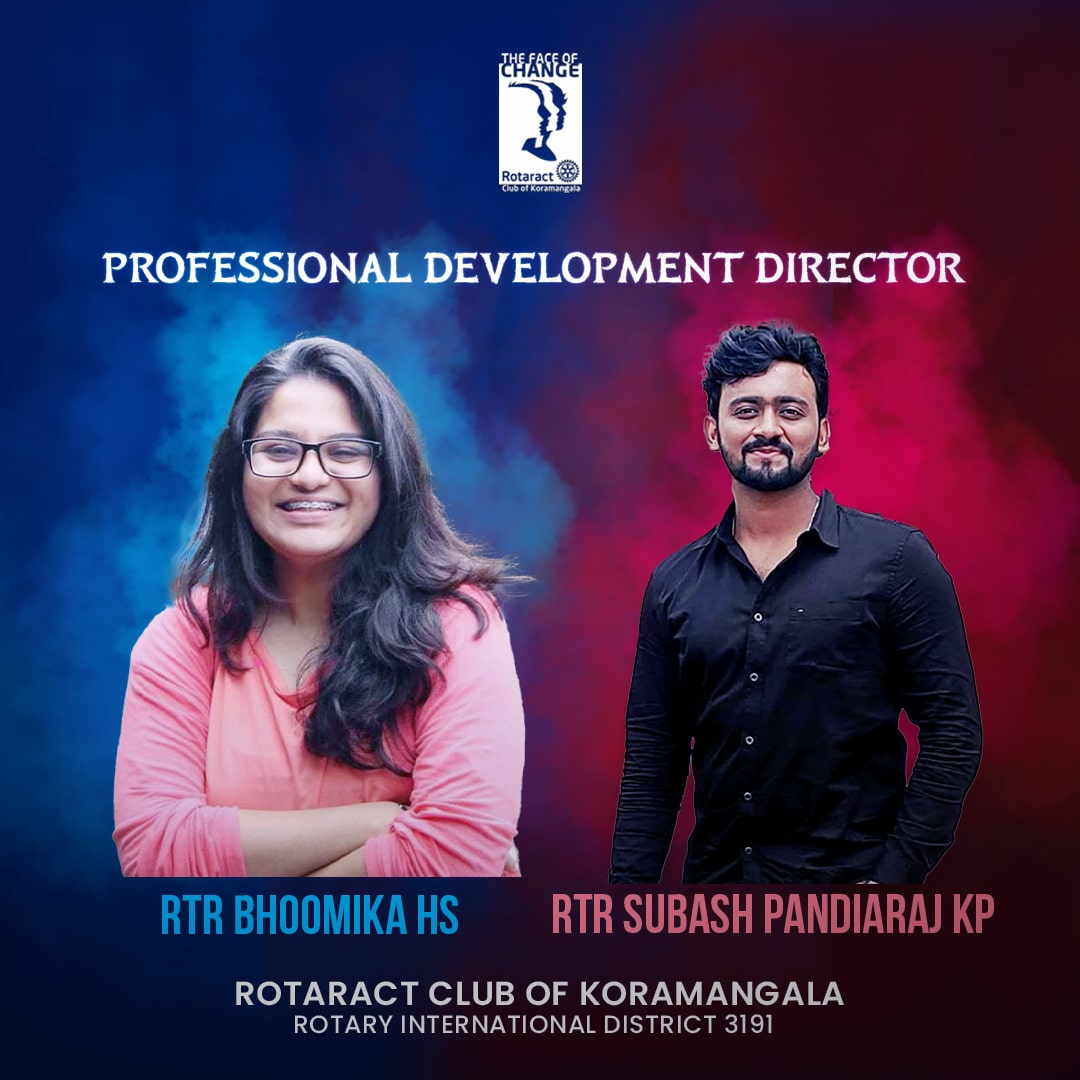 THE FACE OF
CHANGE
Rotaract
Club of Koramangala
PROFESSIONAL DEVELOPMENT DIRECTOR
RTR BHOOMIKA HS
RTR SUBASH PANDIARAJ KP
ROTARACT CLUB OF KORAMANGALA
ROTARY INTERNATIONAL DISTRICT 3191